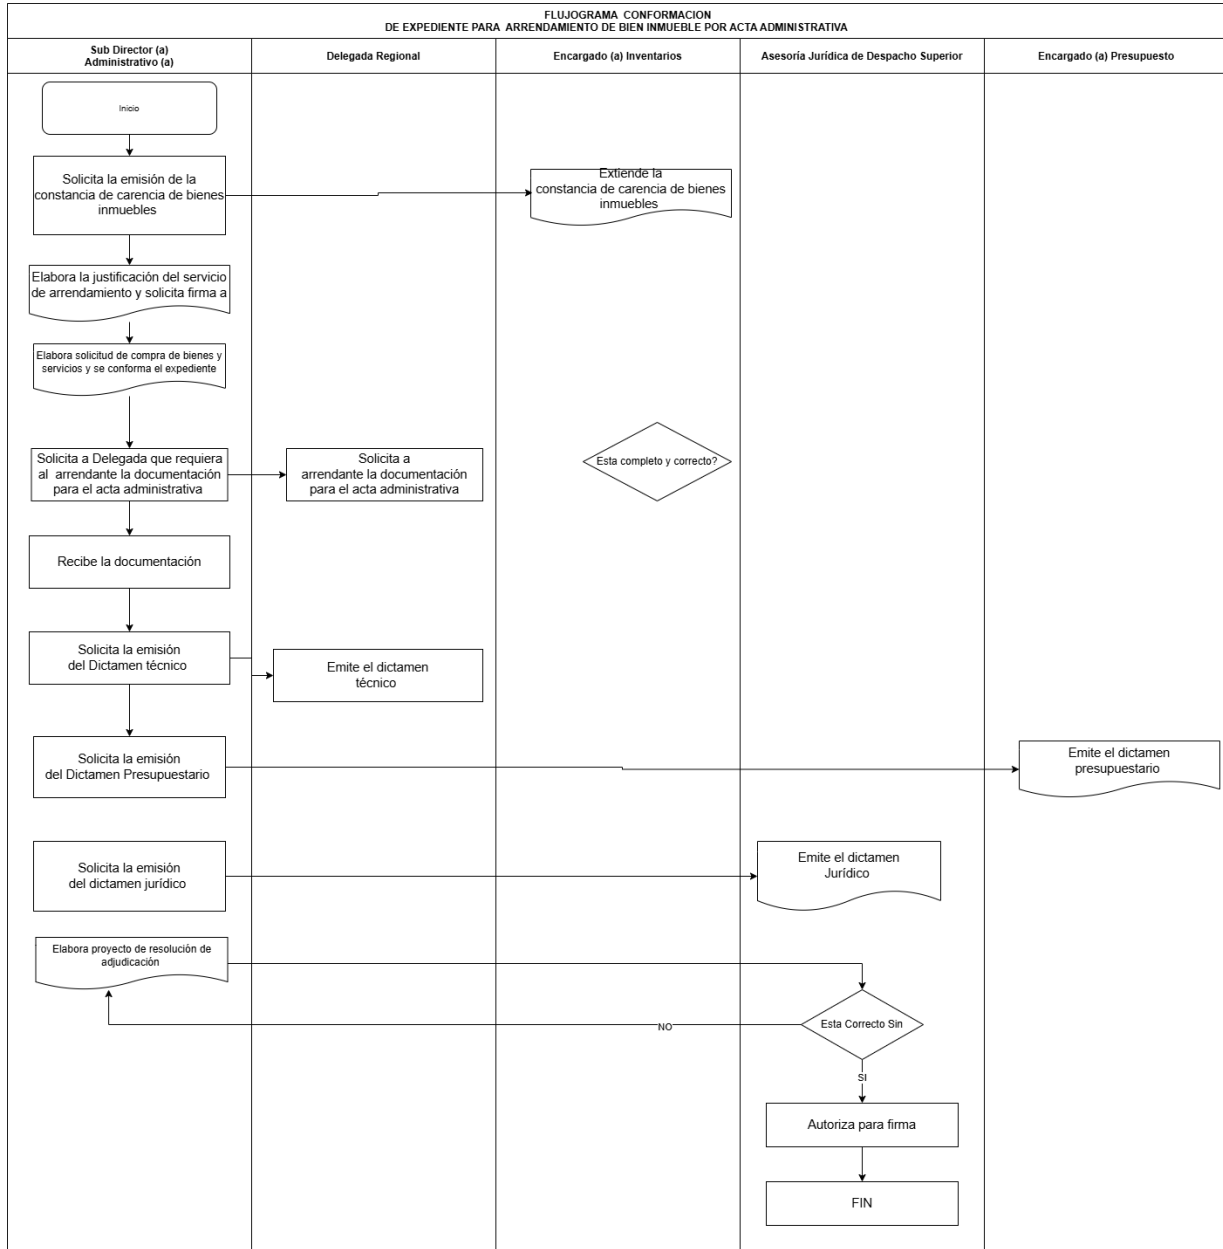 FLUJOGRAMA CONFORMACION
DE EXPEDIENTE PARA ARRENDAMIENTO DE BIEN INMUEBLE POR ACTA ADMINISTRATIVA
Sub Director (a)
Administrativo (a)
Delegada Regional
Encargado (a) Inventarios
Asesoría Jurídica de Despacho Superior
Encargado (a) Presupuesto
Inicio
Solicita la emisión de la
constancia de carencia de bienes
inmuebles
Extiende la
constancia de carencia de bienes
inmuebles
Elabora la justificación del servicio
de arrendamiento y solicita firma a
Elabora solicitud de compra de bienes y
servicios y se conforma el expediente
Solicita a Delegada que requiera
al arrendante la documentación
para el acta administrativa
Solicita a
arrendante la documentación
para el acta administrativa
Esta completo y correcto?
Recibe la documentación
Solicita la emisión
del Dictamen técnico
Emite el dictamen
técnico
Solicita la emisión
del Dictamen Presupuestario
Emite el dictamen
presupuestario
Solicita la emisión
del dictamen jurídico
Emite el dictamen
Jurídico
Elabora proyecto de resolución de
adjudicación
Esta Correcto Sin
NO
SI
Autoriza para firma
FIN